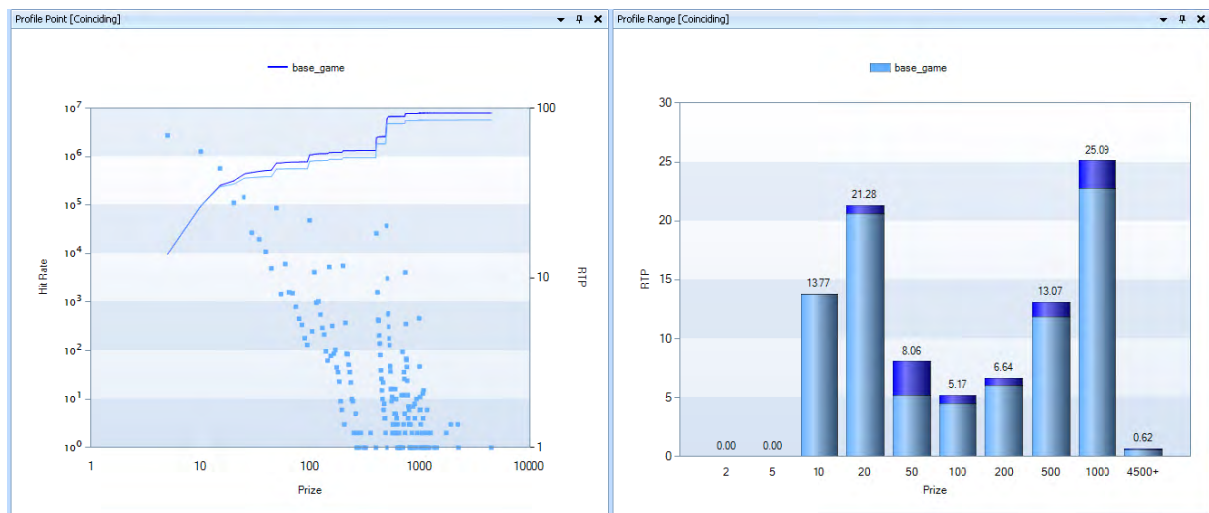 Profile Point [Coinciding]
base_game
10^7
10^6
10^5
10^4
10^3
10^2
10^1
10^0
Hit Rate
100
10
1
RTP
1 10 100 1000 10000
Prize
Profile Range [Coinciding]
base_game
30
25
20
15
10
5
0
RTP
0.00 0.00 13.77 21.28 8.06 5.17 6.64 13.07 25.09 0.62
2 5 10 20 50 100 200 500 1000 4500+
Prize